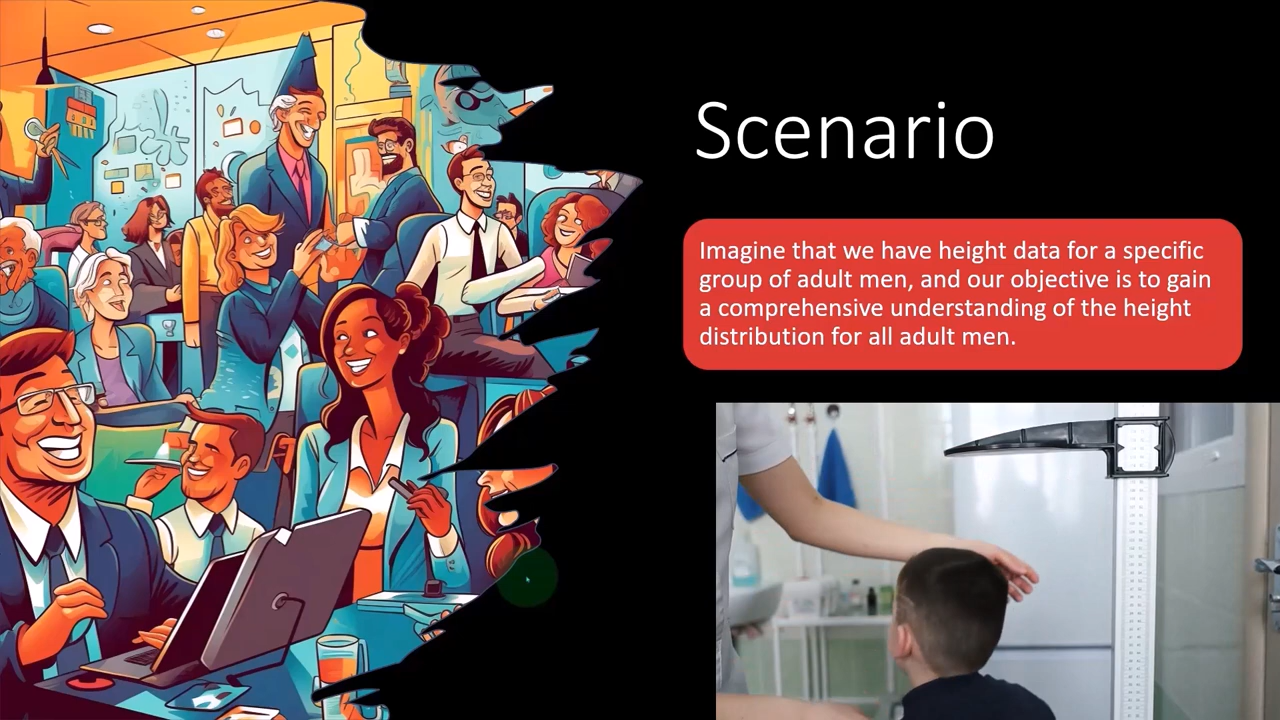 Scenario
Imagine that we have height data for a specific
group of adult men, and our objective is to gain
a comprehensive understanding of the height
distribution for all adult men.